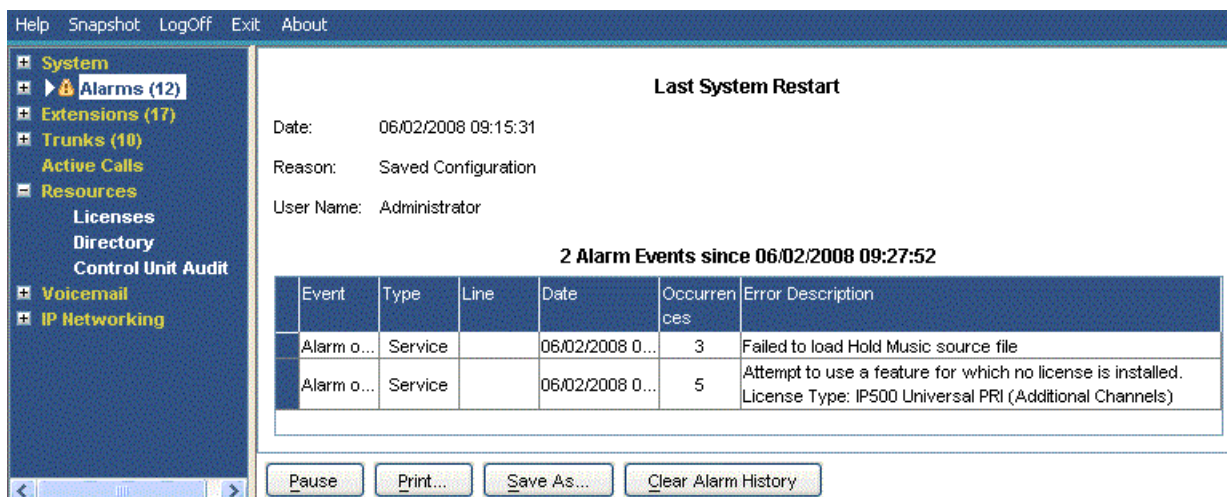 Help Snapshot LogOff Exit About
System
Alarms (12)
Extensions (17)
Trunks (10)
Active Calls
Resources
Licenses
Directory
Control Unit Audit
Voicemail
IP Networking
Last System Restart
Date: 06/02/2008 09:15:31
Reason: Saved Configuration
User Name: Administrator
2 Alarm Events since 06/02/2008 09:27:52
Event Type Line Date Occurren Error Description
ces
Alarm o... Service 06/02/2008 0... 3 Failed to load Hold Music source file
Alarm o... Service 06/02/2008 0... 5 Attempt to use a feature for which no license is installed.
License Type: IP500 Universal PRI (Additional Channels)
Pause Print... Save As... Clear Alarm History